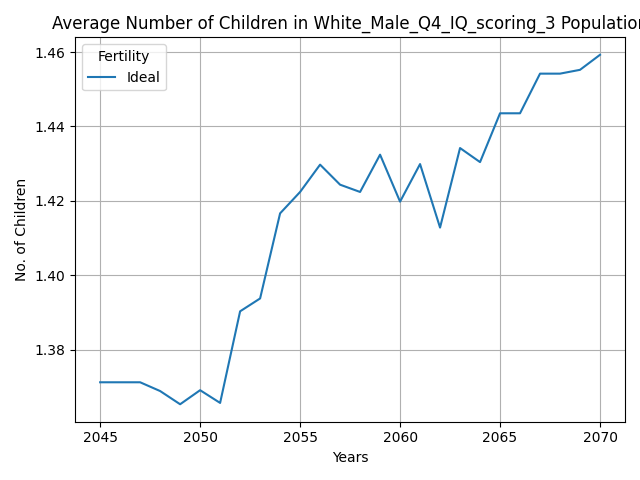 Average Number of Children in White_Male_Q4_IQ_scoring_3 Population
Fertility
Ideal
No. of Children
1.46
1.44
1.42
1.40
1.38
2045 2050 2055 2060 2065 2070
Years